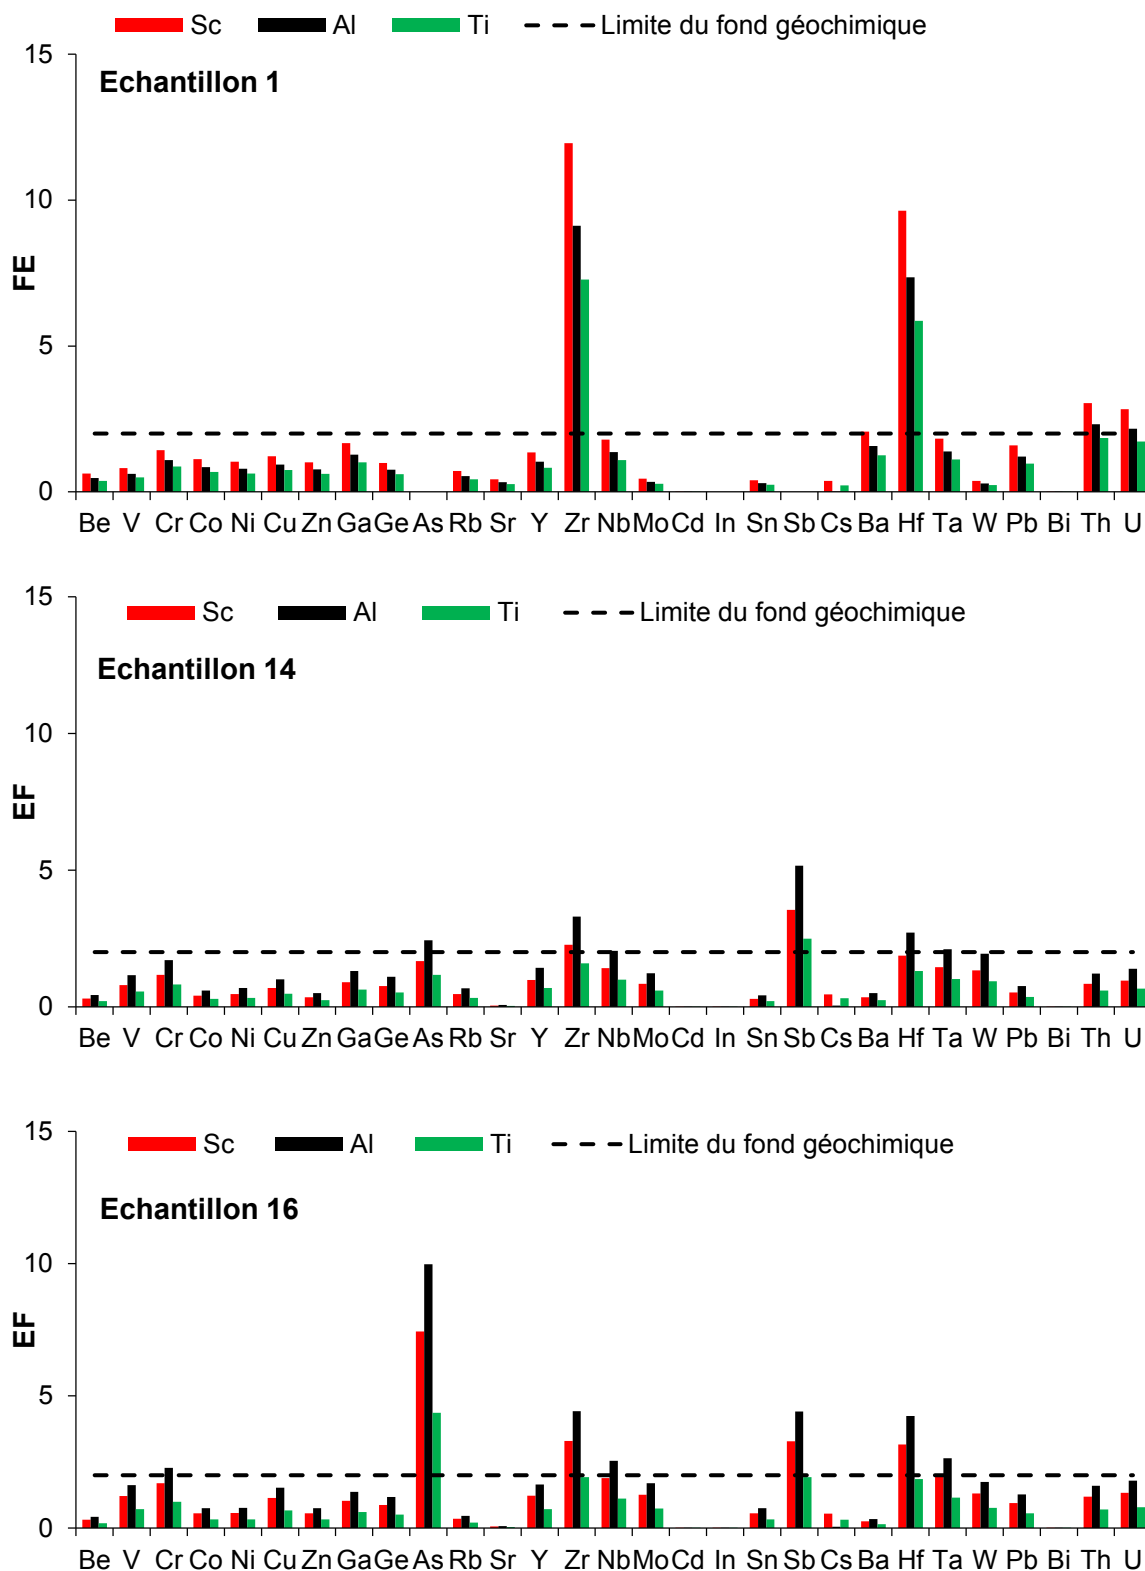 Sc Al Ti Limite du fond géochimique
15
Echantillon 1
10
FE
5
0
Be V Cr Co Ni Cu Zn Ga Ge As Rb Sr Y Zr Nb Mo Cd In Sn Sb Cs Ba Hf Ta W Pb Bi Th U
15
Sc Al Ti Limite du fond géochimique
Echantillon 14
10
EF
5
0
Be V Cr Co Ni Cu Zn Ga Ge As Rb Sr Y Zr Nb Mo Cd In Sn Sb Cs Ba Hf Ta W Pb Bi Th U
15
Sc Al Ti Limite du fond géochimique
Echantillon 16
10
EF
5
0
Be V Cr Co Ni Cu Zn Ga Ge As Rb Sr Y Zr Nb Mo Cd In Sn Sb Cs Ba Hf Ta W Pb Bi Th U